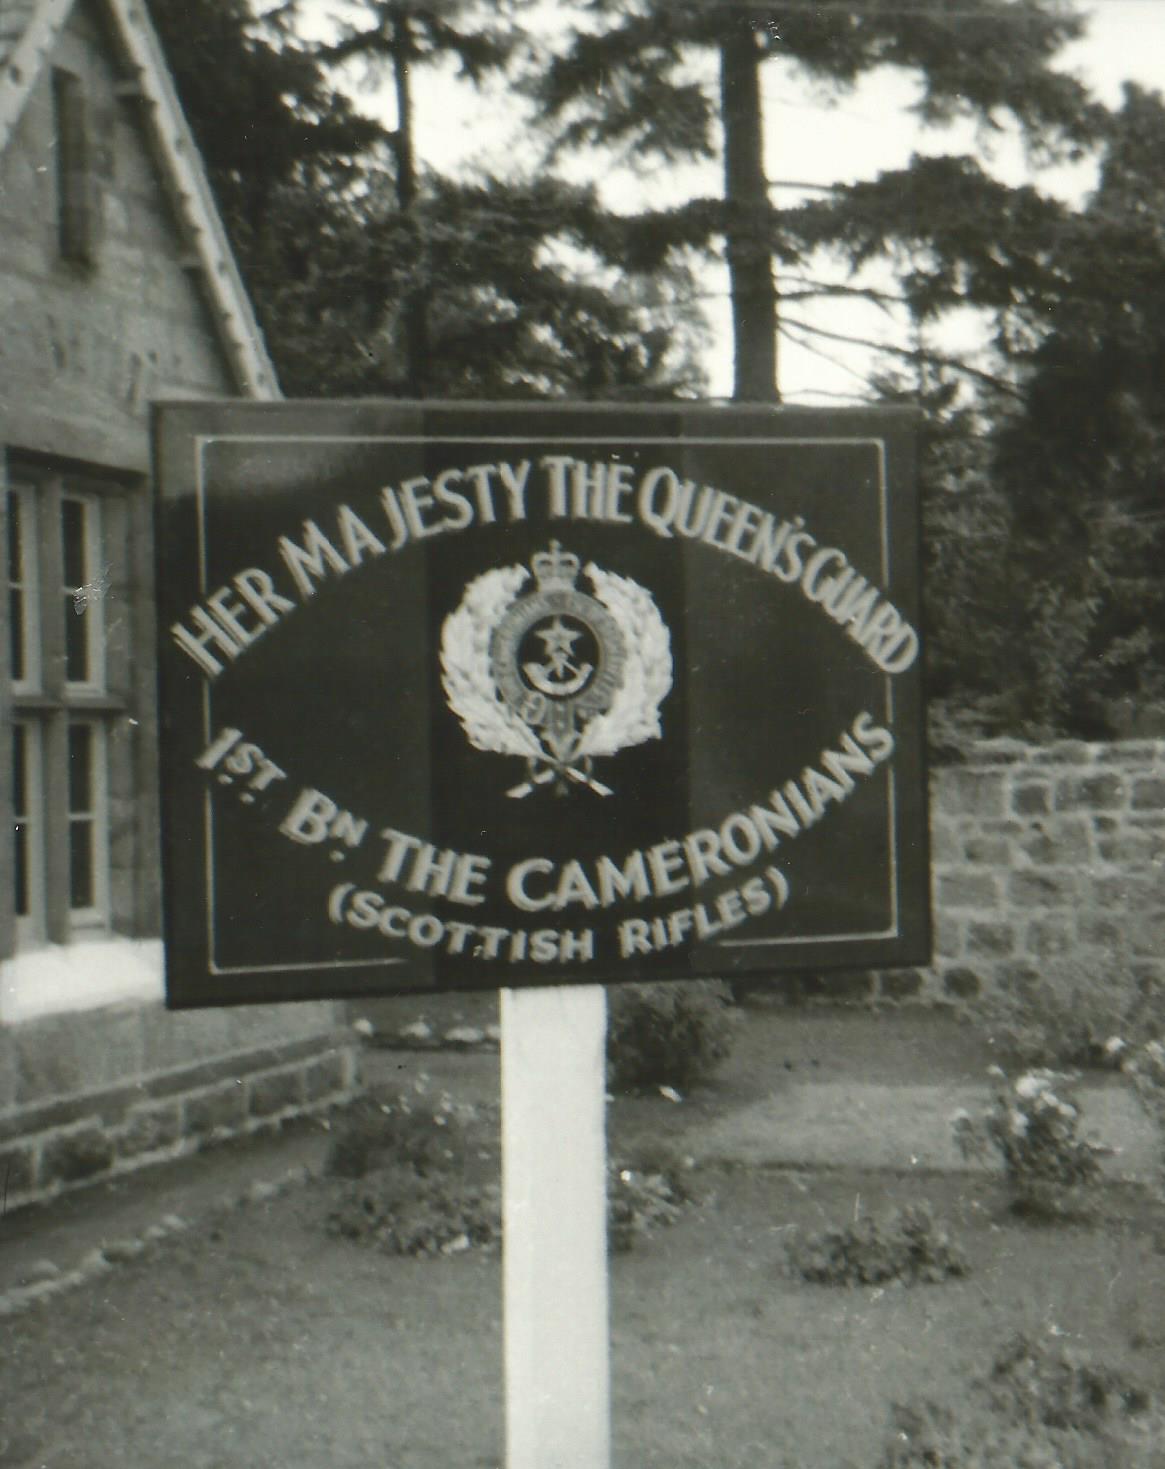 HER MAJESTY THE QUEEN'S GUARD
1ST BN THE CAMERONIANS
(SCOTTISH RIFLES)